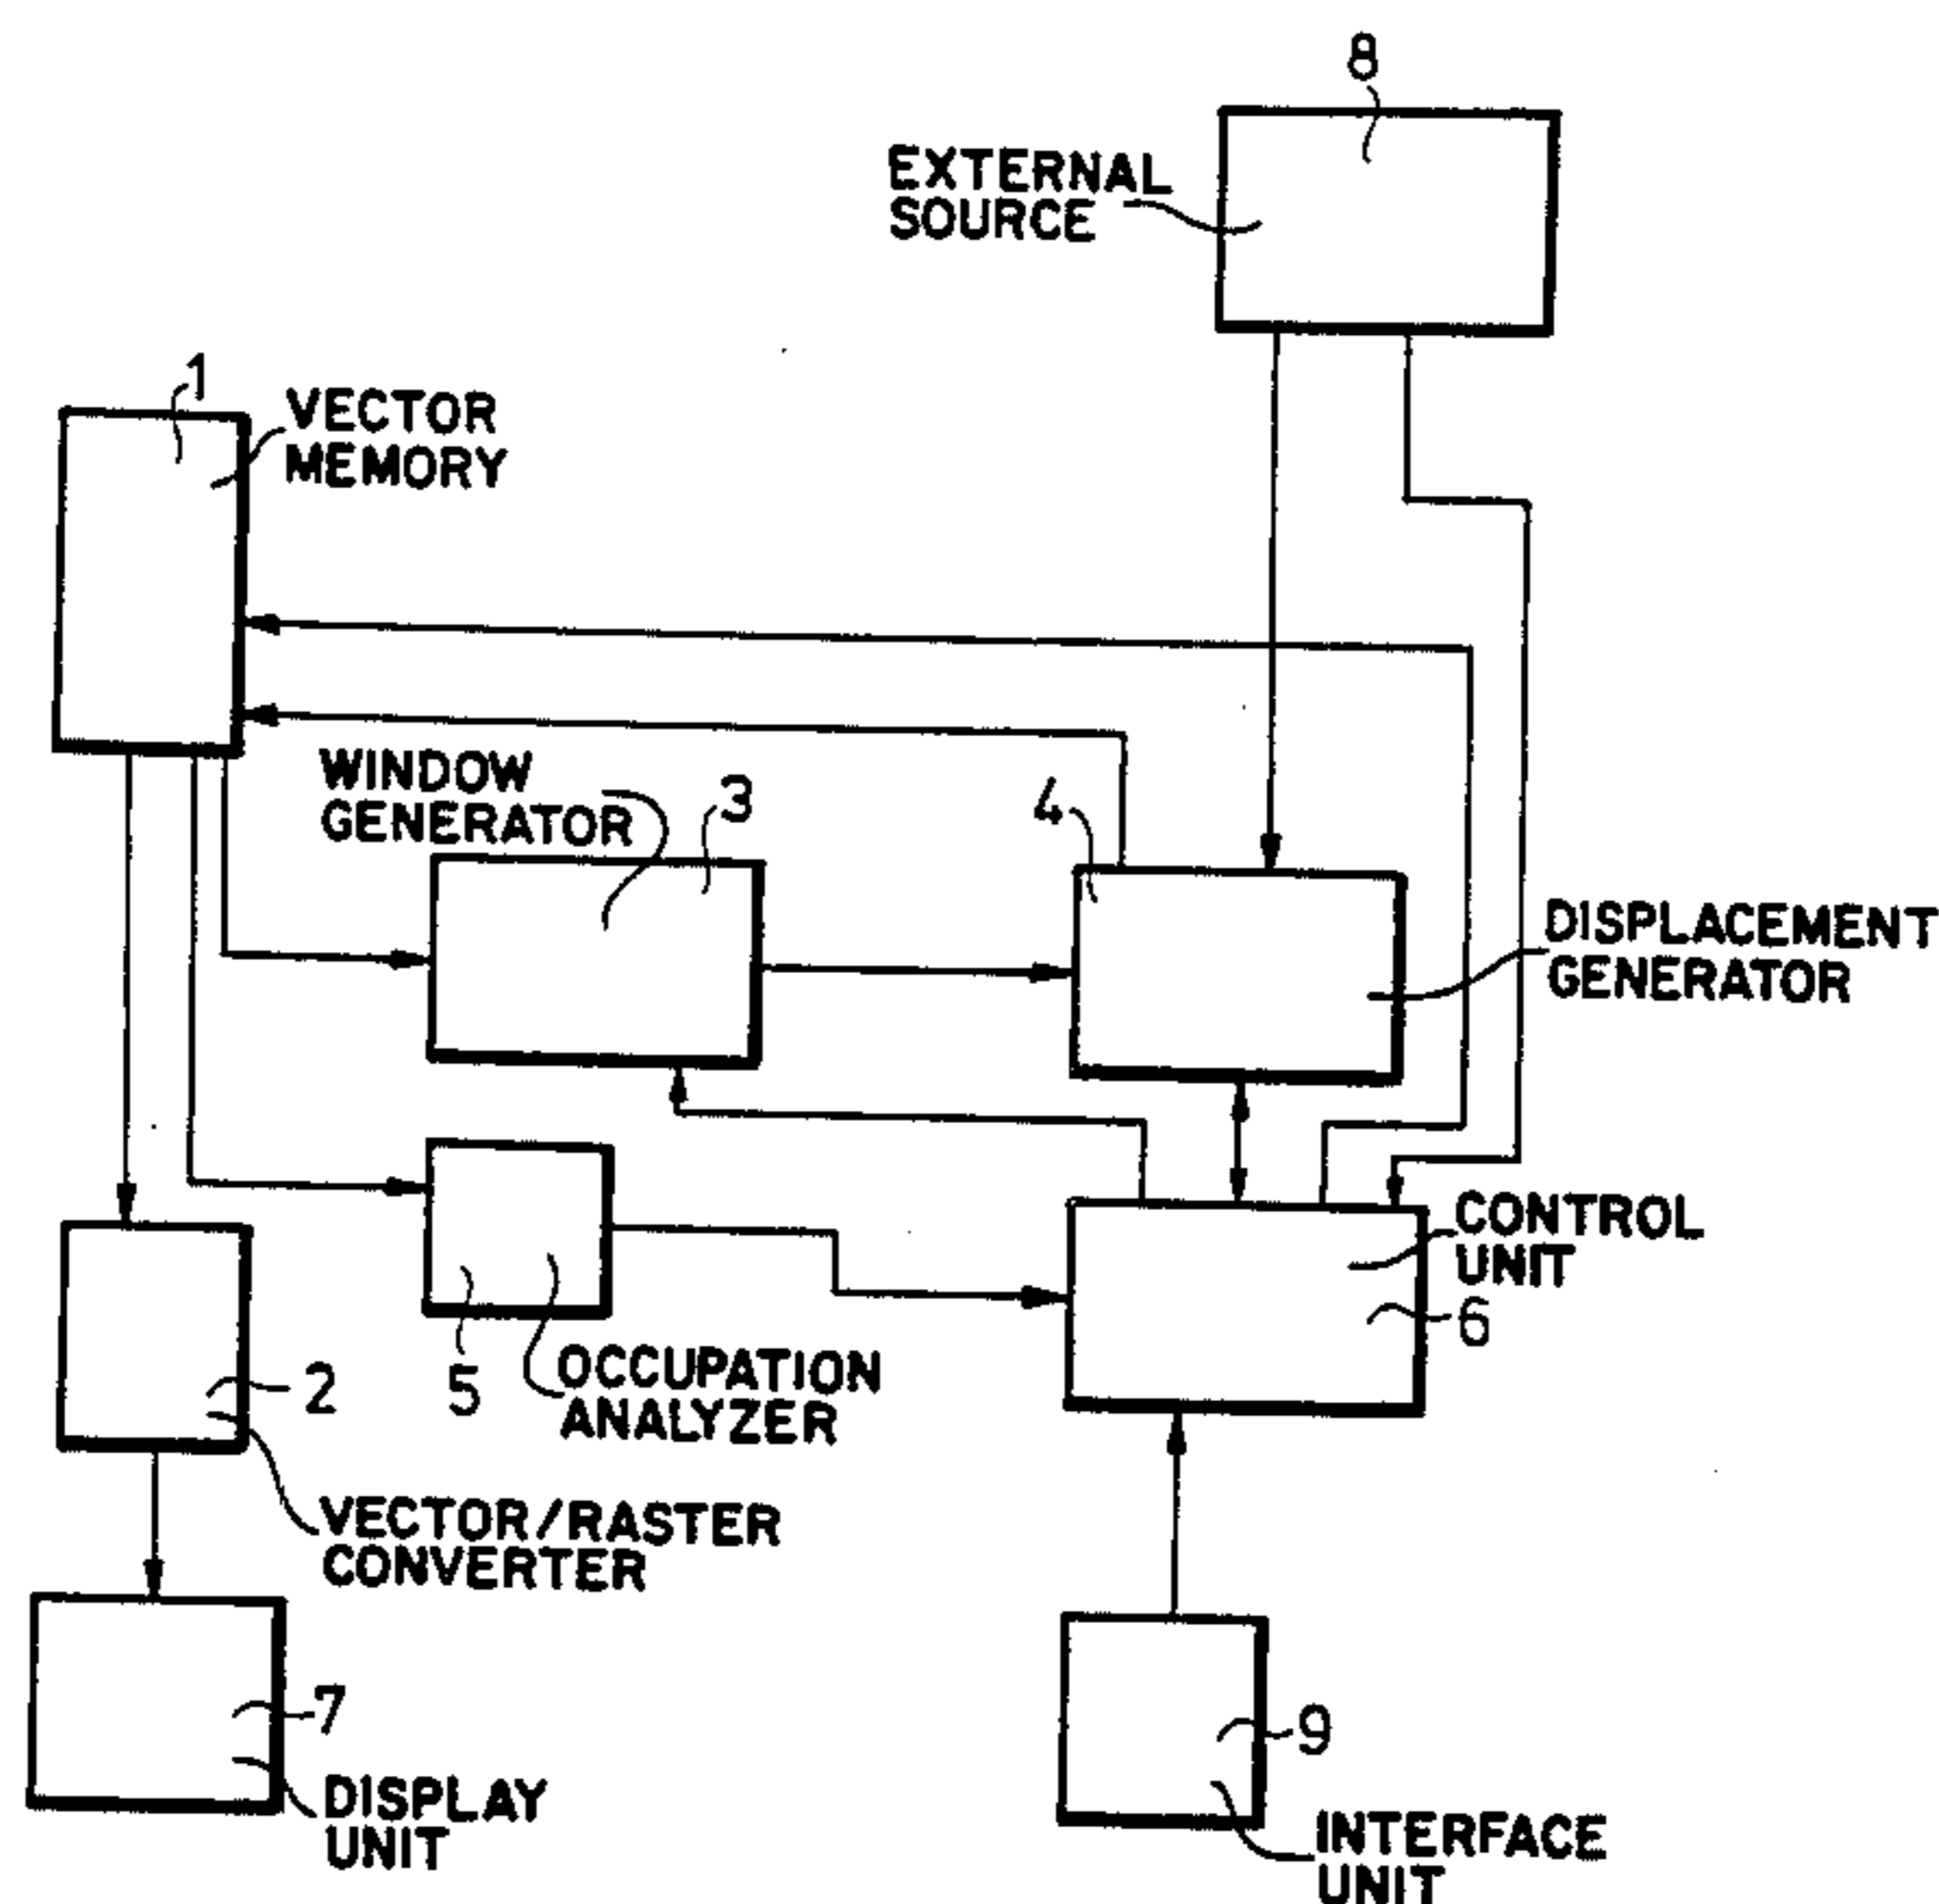 8
EXTERNAL
SOURCE
1
VECTOR
MEMORY
WINDOW
GENERATOR
3
4
DISPLACEMENT
GENERATOR
CONTROL
UNIT
6
2
5
OCCUPATION
ANALYZER
VECTOR/RASTER
CONVERTER
7
DISPLAY
UNIT
9
INTERFACE
UNIT